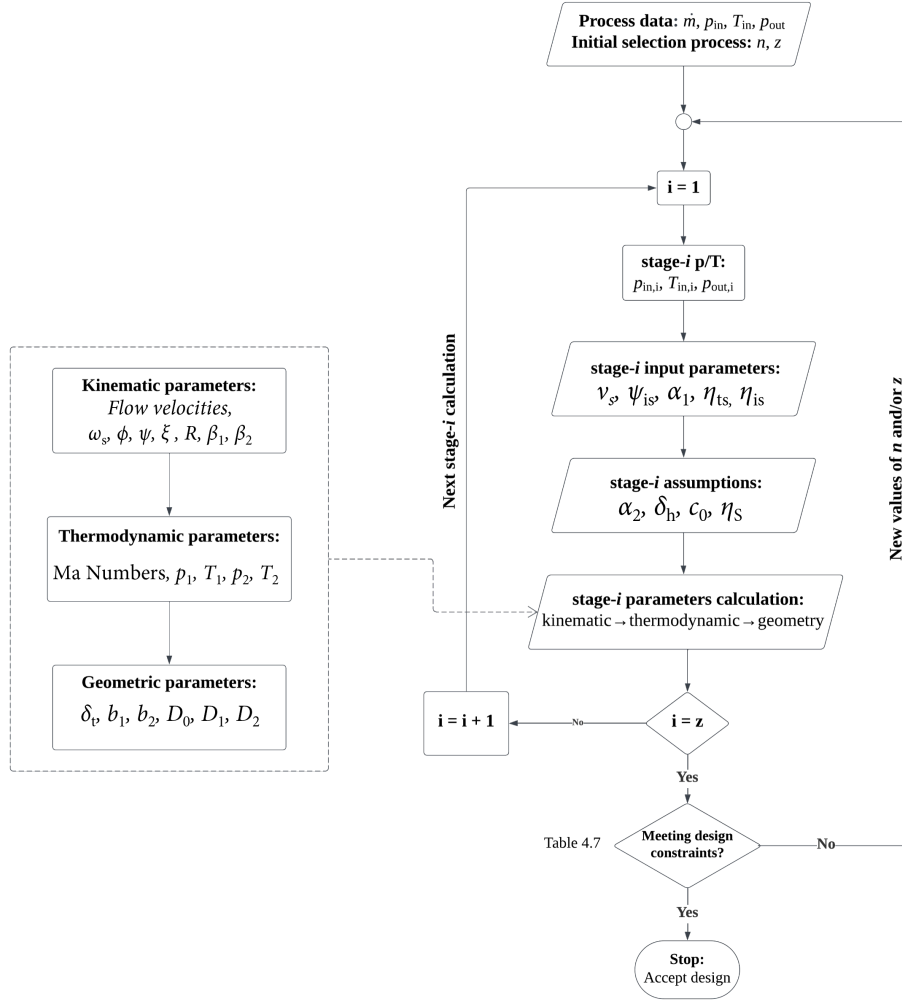 Process data: ṁ, p_in, T_in, p_out
Initial selection process: n, z
i = 1
stage-i p/T:
p_in,i, T_in,i, p_out,i
stage-i input parameters:
ν_s, ψ_is, α_1, η_ts, η_is
stage-i assumptions:
α_2, δ_h, c_0, η_S
stage-i parameters calculation:
kinematic→thermodynamic→geometry
i = z
No
i = i + 1
Next stage-i calculation
Yes
Table 4.7
Meeting design
constraints?
No
New values of n and/or z
Yes
Stop:
Accept design
Kinematic parameters:
Flow velocities,
ω_s, ϕ, ψ, ξ , R, β_1, β_2
Thermodynamic parameters:
Ma Numbers, p_1, T_1, p_2, T_2
Geometric parameters:
δ_t, b_1, b_2, D_0, D_1, D_2